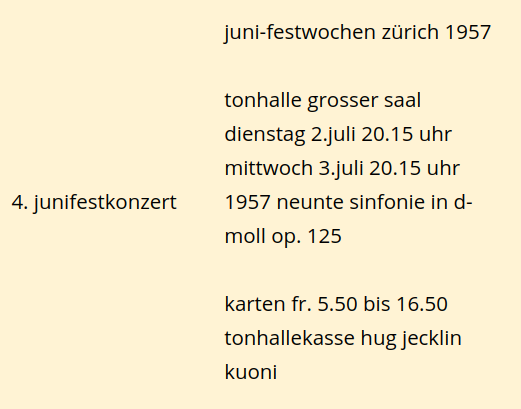 juni-festwochen zürich 1957
tonhalle grosser saal
dienstag 2.juli 20.15 uhr
mittwoch 3.juli 20.15 uhr
4. junifestkonzert
1957 neunte sinfonie in d-
moll op. 125
karten fr. 5.50 bis 16.50
tonhallekasse hug jecklin
kuoni